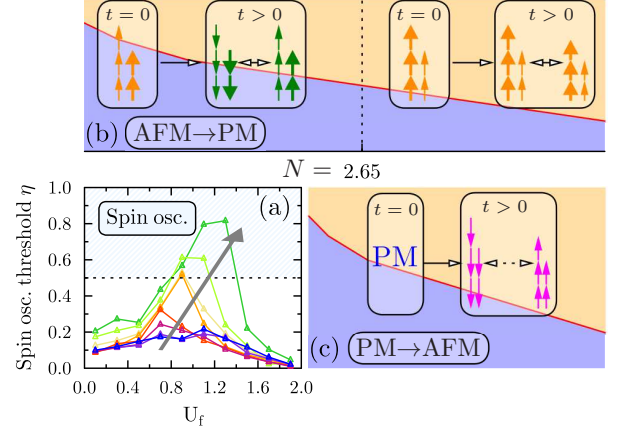 t = 0
t > 0
t = 0
t > 0
(b)
AFM→PM
N = 2.65
Spin osc. threshold η
1.0
0.8
0.6
0.4
0.2
0.0
Spin osc.
(a)
0.0
0.4
0.8
1.2
1.6
2.0
U_f
t = 0
t > 0
PM
(c)
PM→AFM